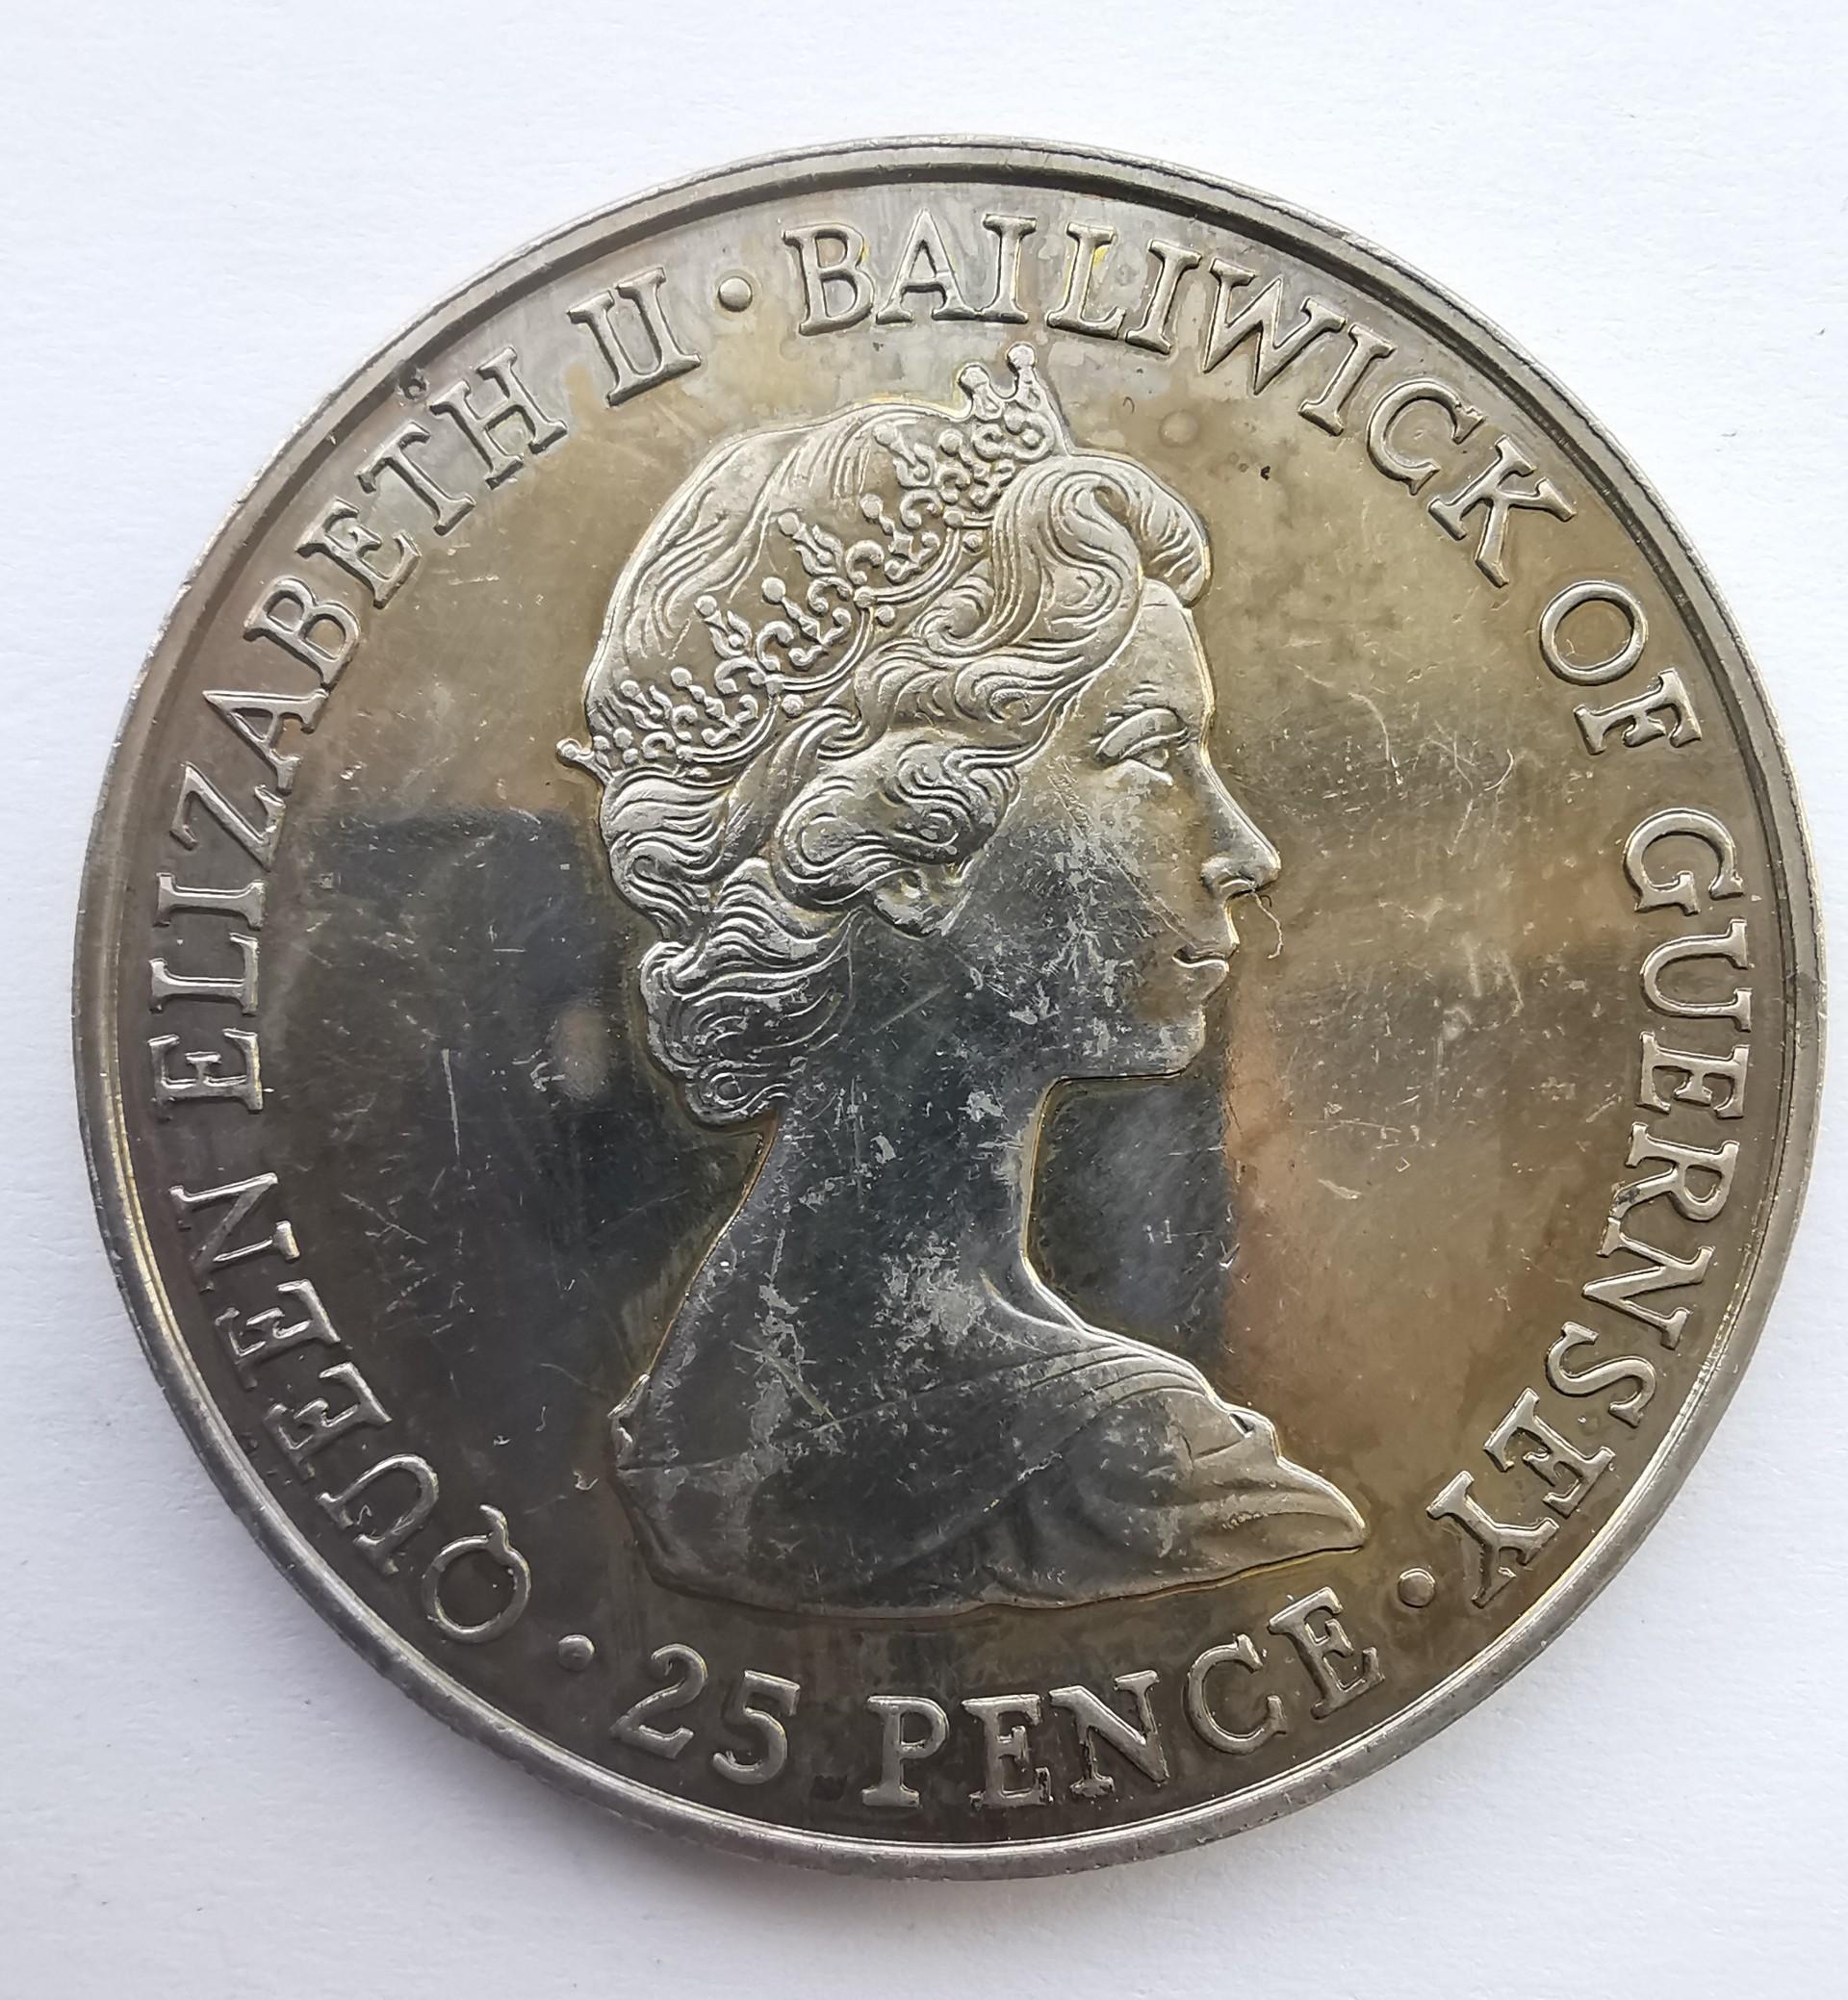 QUEEN ELIZABETH II · BAILIWICK OF GUERNSEY ·
25 PENCE ·